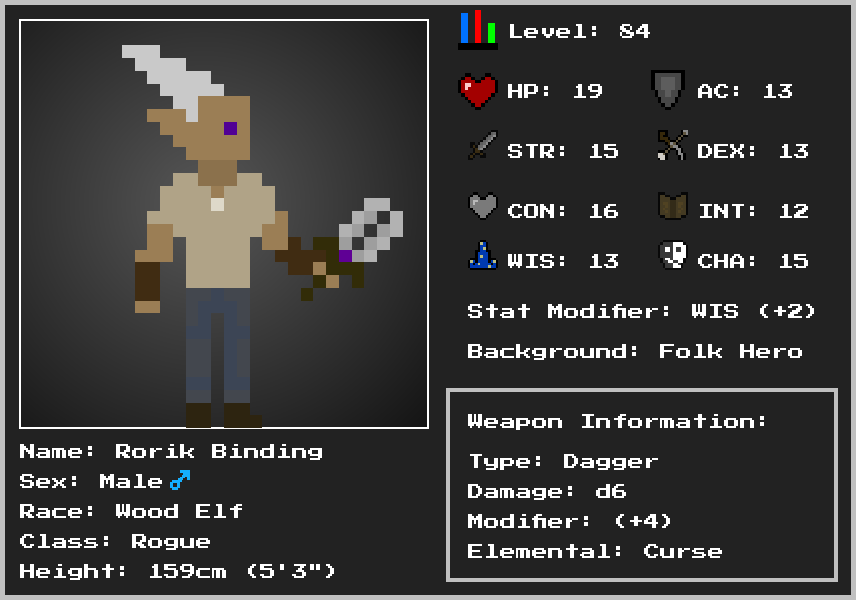 Level: 84
HP: 19
AC: 13
STR: 15
DEX: 13
CON: 16
INT: 12
WIS: 13
CHA: 15
Stat Modifier: WIS (+2)
Background: Folk Hero
Weapon Information:
Type: Dagger
Damage: d6
Modifier: (+4)
Elemental: Curse
Name: Rorik Binding
Sex: Male♂
Race: Wood Elf
Class: Rogue
Height: 159cm (5'3")